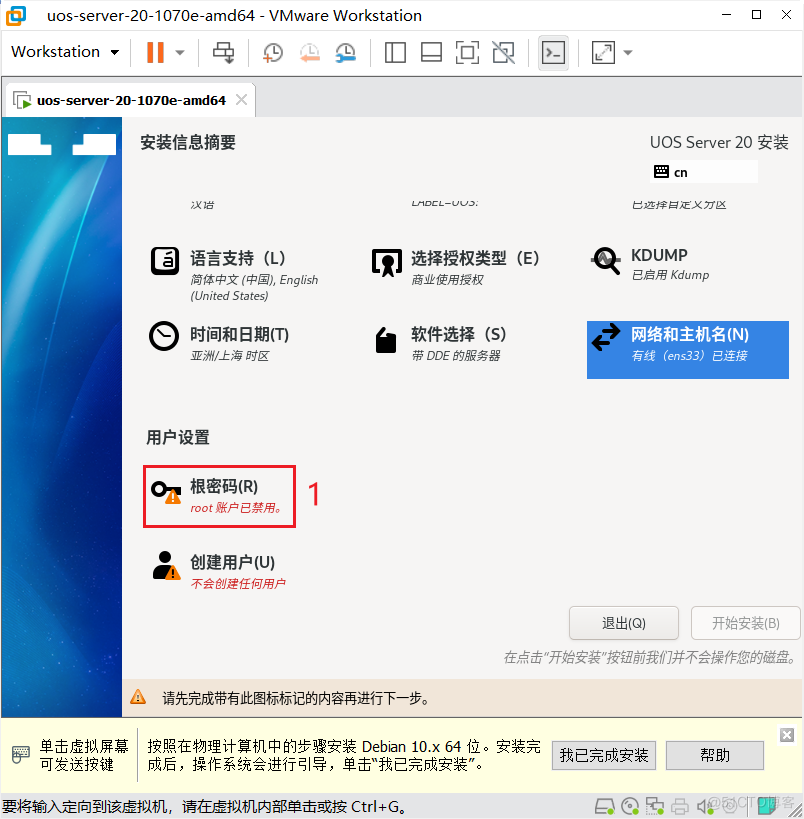 uos-server-20-1070e-amd64 - VMware Workstation
Workstation
uos-server-20-1070e-amd64
安装信息摘要
UOS Server 20 安装
cn
汉语
LABEL=UOS:
已选择自定义分区
语言支持（L）
简体中文 (中国), English
(United States)
选择授权类型（E）
商业使用授权
KDUMP
已启用 Kdump
时间和日期(T)
亚洲/上海 时区
软件选择（S）
带 DDE 的服务器
网络和主机名(N)
有线（ens33）已连接
用户设置
根密码(R)
root 账户已禁用。
1
创建用户(U)
不会创建任何用户
退出(Q)
开始安装(B)
在点击“开始安装”按钮前我们并不会操作您的磁盘。
请先完成带有此图标标记的内容再进行下一步。
单击虚拟屏幕
可发送按键
按照在物理计算机中的步骤安装 Debian 10.x 64 位。安装完
成后，操作系统会进行引导，单击“我已完成安装”。
我已完成安装
帮助
要将输入定向到该虚拟机，请在虚拟机内部单击或按 Ctrl+G。
@51CTO博客